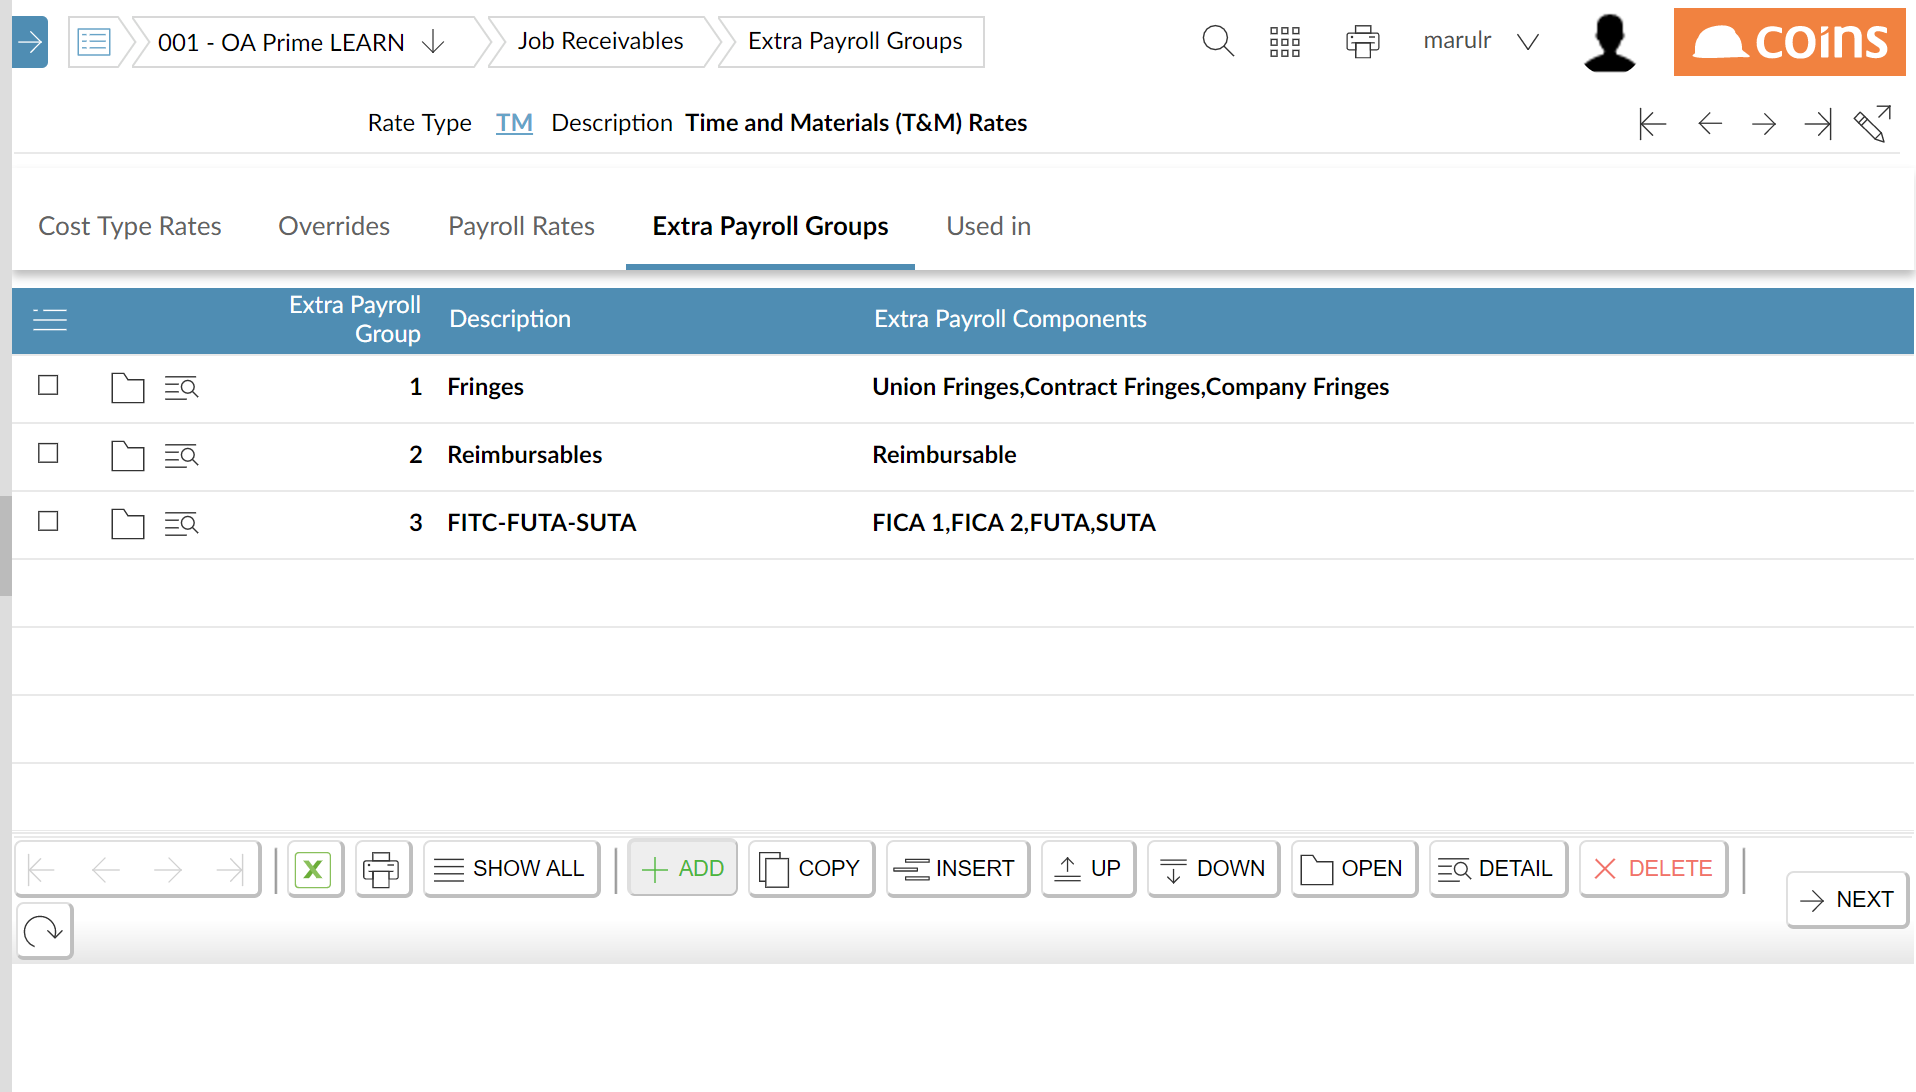 001 - OA Prime LEARN
Job Receivables
Extra Payroll Groups
marulr
coins
Rate Type TM Description Time and Materials (T&M) Rates
Cost Type Rates
Overrides
Payroll Rates
Extra Payroll Groups
Used in
Extra Payroll
Group
Description
Extra Payroll Components
1 Fringes Union Fringes,Contract Fringes,Company Fringes
2 Reimbursables Reimbursable
3 FITC-FUTA-SUTA FICA 1,FICA 2,FUTA,SUTA
X
SHOW ALL
ADD
COPY
INSERT
UP
DOWN
OPEN
DETAIL
DELETE
NEXT